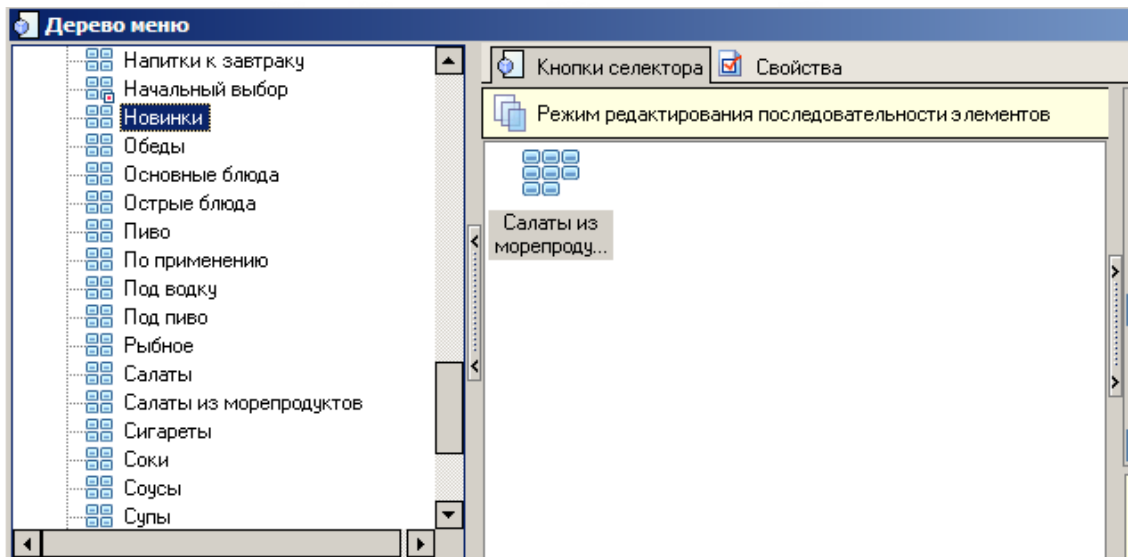 Дерево меню
Напитки к завтраку
Начальный выбор
Новинки
Обеды
Основные блюда
Острые блюда
Пиво
По применению
Под водку
Под пиво
Рыбное
Салаты
Салаты из морепродуктов
Сигареты
Соки
Соусы
Супы
Кнопки селектора
Свойства
Режим редактирования последовательности элементов
Салаты из
морепроду...